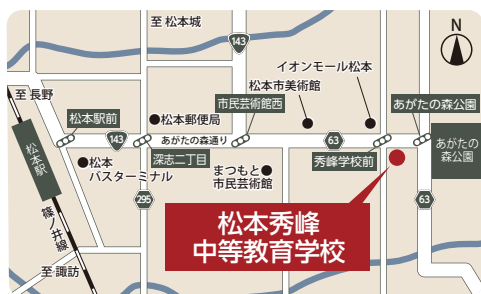 至 松本城
143
N
イオンモール松本
松本市美術館
至 長野
市民芸術館西
あがたの森公園
松本駅前
松本郵便局
143
あがたの森通り
63
あがたの
森公園
松本駅
松本
バスターミナル
深志二丁目
まつもと
市民芸術館
秀峰学校前
295
63
篠ノ井線
松本秀峰
中等教育学校
至 諏訪